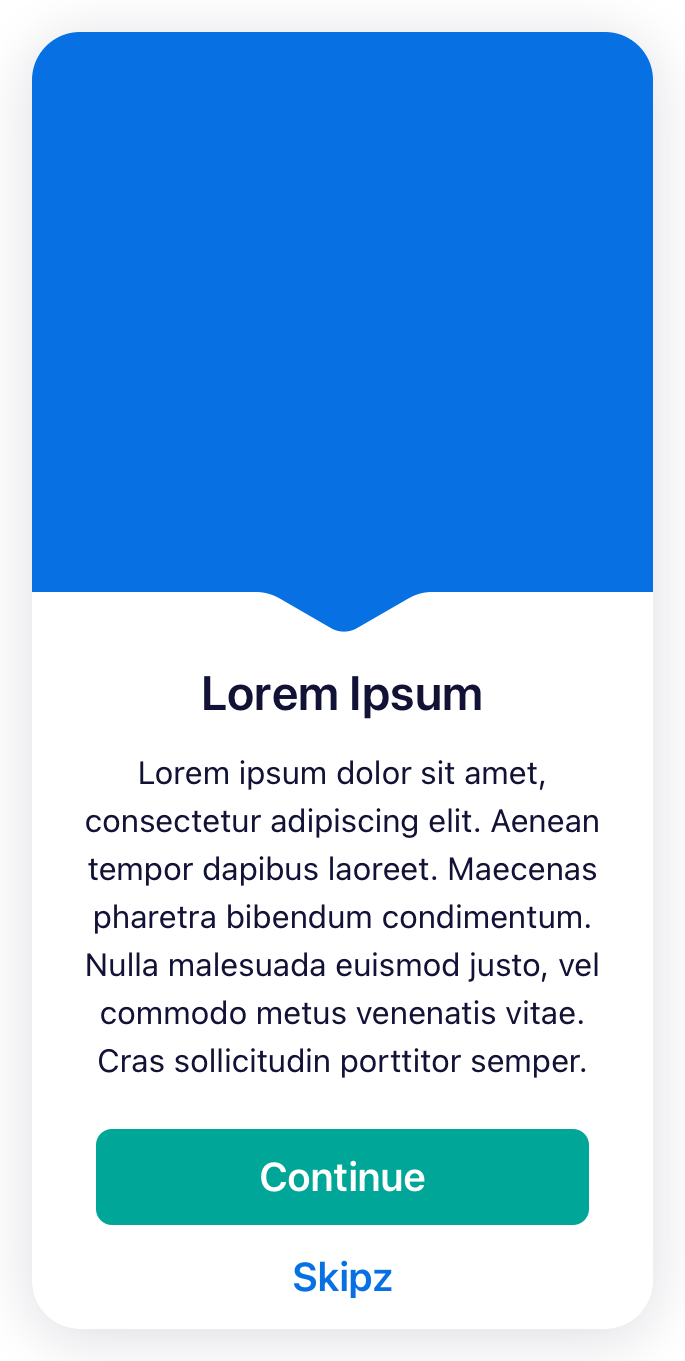 Lorem Ipsum
Lorem ipsum dolor sit amet,
consectetur adipiscing elit. Aenean
tempor dapibus laoreet. Maecenas
pharetra bibendum condimentum.
Nulla malesuada euismod justo, vel
commodo metus venenatis vitae.
Cras sollicitudin porttitor semper.
Continue
Skipz